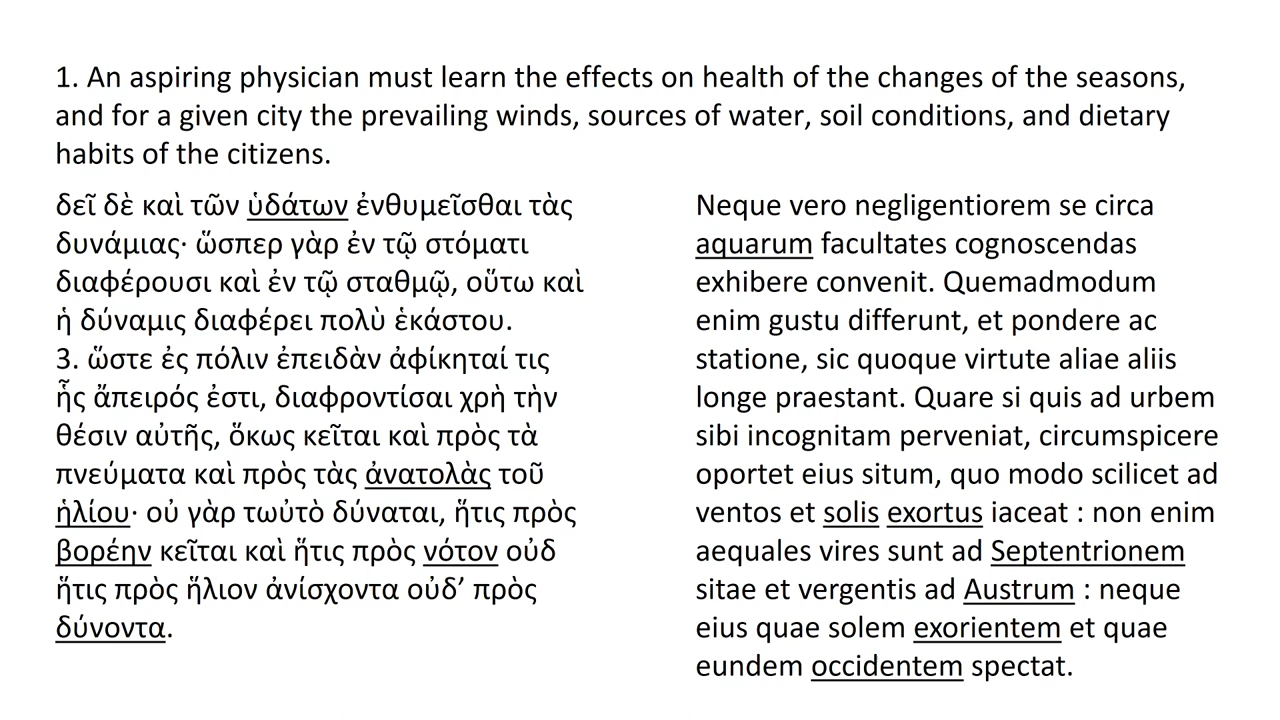 1. An aspiring physician must learn the effects on health of the changes of the seasons,
and for a given city the prevailing winds, sources of water, soil conditions, and dietary
habits of the citizens.
δεῖ δὲ καὶ τῶν ὑδάτων ἐνθυμεῖσθαι τὰς
δυνάμιας· ὥσπερ γὰρ ἐν τῷ στόματι
διαφέρουσι καὶ ἐν τῷ σταθμῷ, οὕτω καὶ
ἡ δύναμις διαφέρει πολὺ ἑκάστου.
3. ὥστε ἐς πόλιν ἐπειδὰν ἀφίκηταί τις
ἧς ἄπειρός ἐστι, διαφροντίσαι χρὴ τὴν
θέσιν αὐτῆς, ὅκως κεῖται καὶ πρὸς τὰ
πνεύματα καὶ πρὸς τὰς ἀνατολὰς τοῦ
ἡλίου· οὐ γὰρ τωὐτὸ δύναται, ἥτις πρὸς
βορέην κεῖται καὶ ἥτις πρὸς νότον οὐδ
ἥτις πρὸς ἥλιον ἀνίσχοντα οὐδ’ πρὸς
δύνοντα.
Neque vero negligentiorem se circa
aquarum facultates cognoscendas
exhibere convenit. Quemadmodum
enim gustu differunt, et pondere ac
statione, sic quoque virtute aliae aliis
longe praestant. Quare si quis ad urbem
sibi incognitam perveniat, circumspicere
oportet eius situm, quo modo scilicet ad
ventos et solis exortus iaceat : non enim
aequales vires sunt ad Septentrionem
sitae et vergentis ad Austrum : neque
eius quae solem exorientem et quae
eundem occidentem spectat.